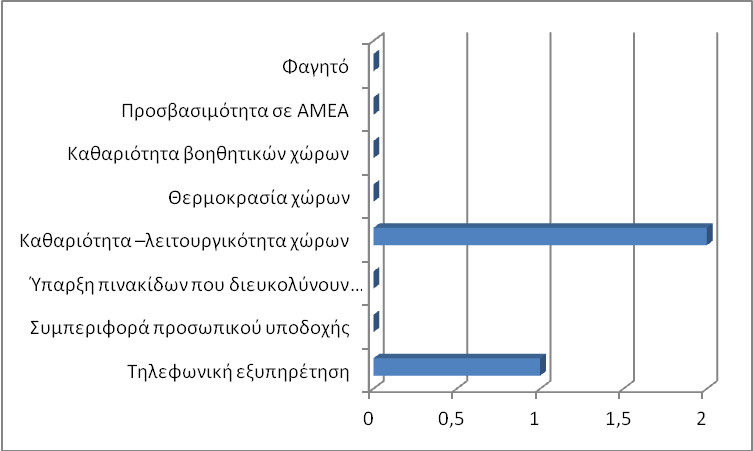 Φαγητό
Προσβασιμότητα σε ΑΜΕΑ
Καθαριότητα βοηθητικών χώρων
Θερμοκρασία χώρων
Καθαριότητα –λειτουργικότητα χώρων
Ύπαρξη πινακίδων που διευκολύνουν...
Συμπεριφορά προσωπικού υποδοχής
Τηλεφωνική εξυπηρέτηση
0 0,5 1 1,5 2